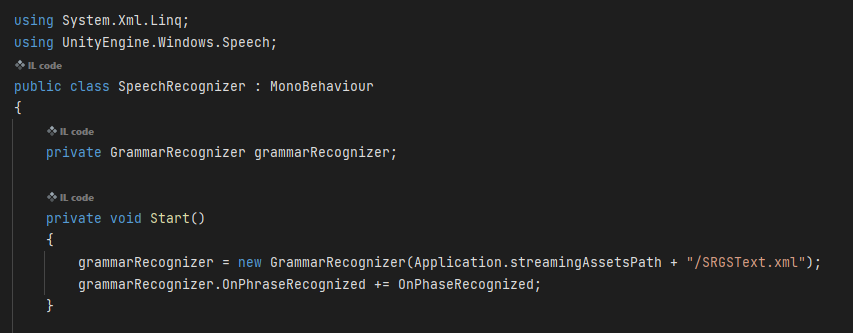 using System.Xml.Linq;
using UnityEngine.Windows.Speech;
IL code
public class SpeechRecognizer : MonoBehaviour
{
IL code
private GrammarRecognizer grammarRecognizer;
IL code
private void Start()
{
grammarRecognizer = new GrammarRecognizer(Application.streamingAssetsPath + "/SRGSText.xml");
grammarRecognizer.OnPhraseRecognized += OnPhaseRecognized;
}